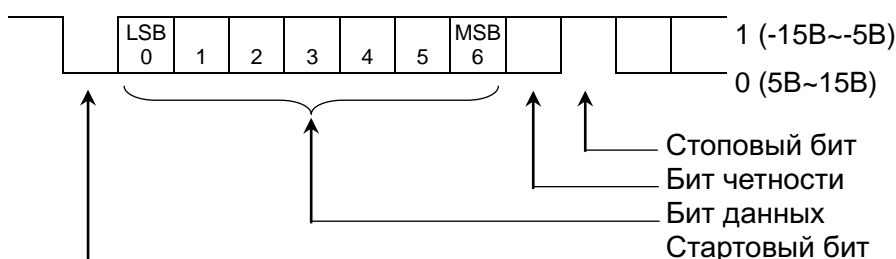 LSB MSB 1 (-15В~-5В)
0 1 2 3 4 5 6
0 (5В~15В)
Стоповый бит
Бит четности
Бит данных
Стартовый бит